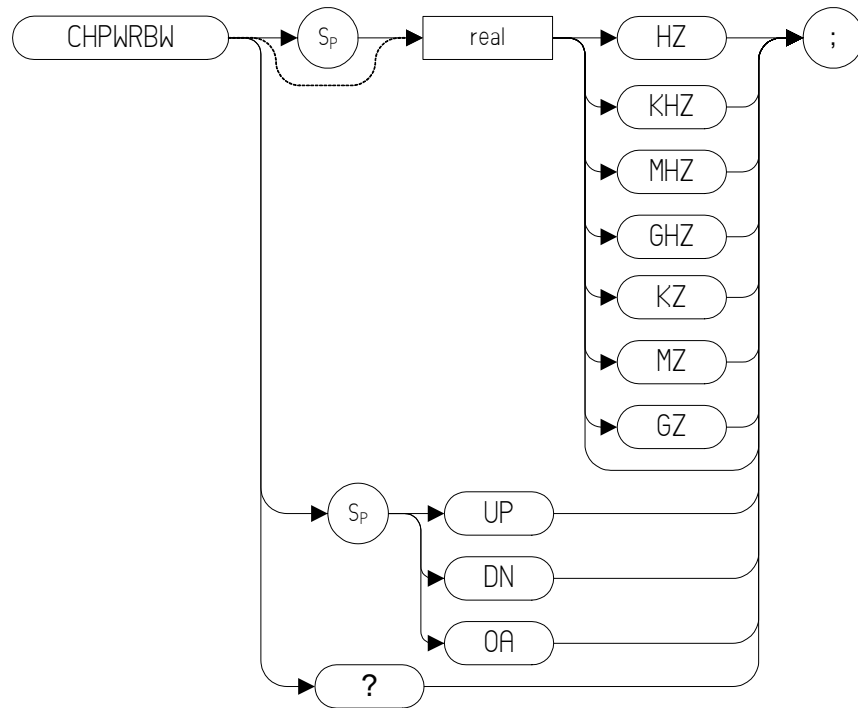 CHPWRBW SP real HZ ;
KHZ
MHZ
GHZ
KZ
MZ
GZ
SP UP
DN
OA
?